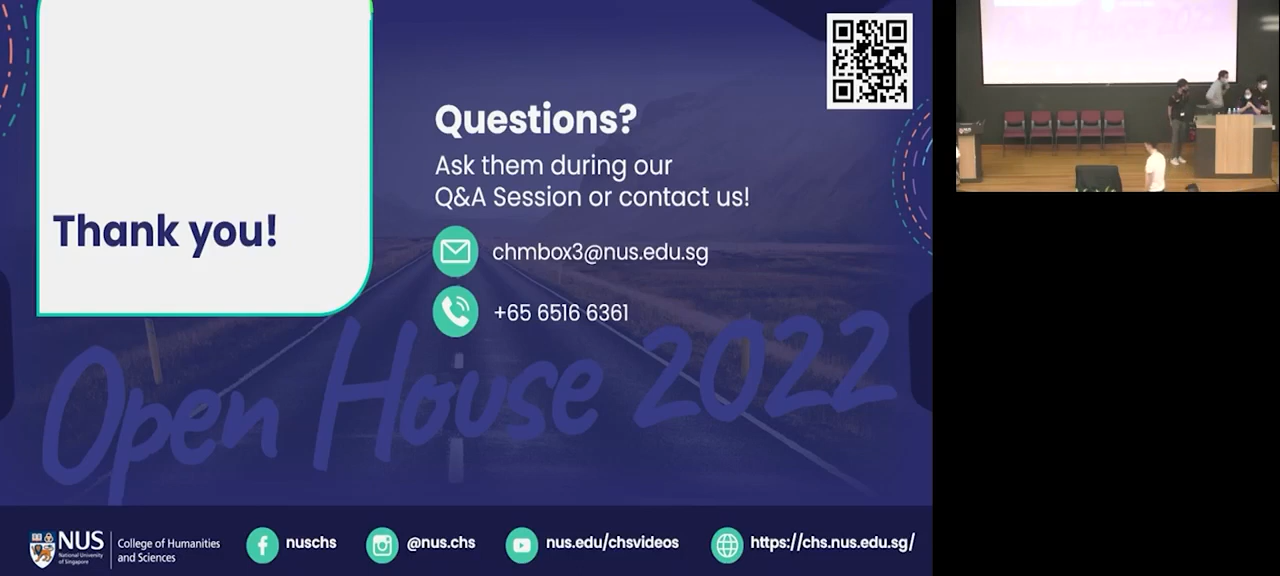 Thank you!
Questions?
Ask them during our
Q&A Session or contact us!
chmbox3@nus.edu.sg
+65 6516 6361
Open House 2022
NUS
National University
of Singapore
College of Humanities
and Sciences
nuschs
@nus.chs
nus.edu/chsvideos
https://chs.nus.edu.sg/